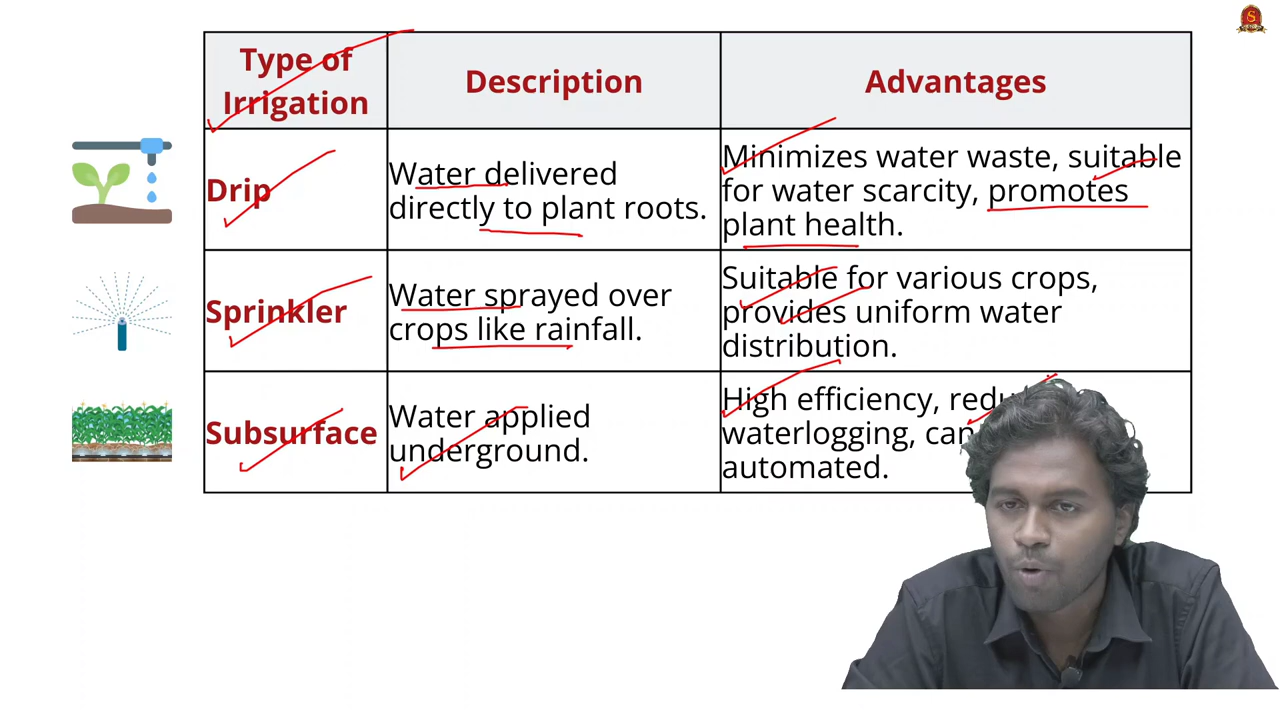 Type of
Irrigation
Description
Advantages
Drip
Water delivered
directly to plant roots.
Minimizes water waste, suitable
for water scarcity, promotes
plant health.
Sprinkler
Water sprayed over
crops like rainfall.
Suitable for various crops,
provides uniform water
distribution.
Subsurface
Water applied
underground.
High efficiency,
waterlogging, can
automated.